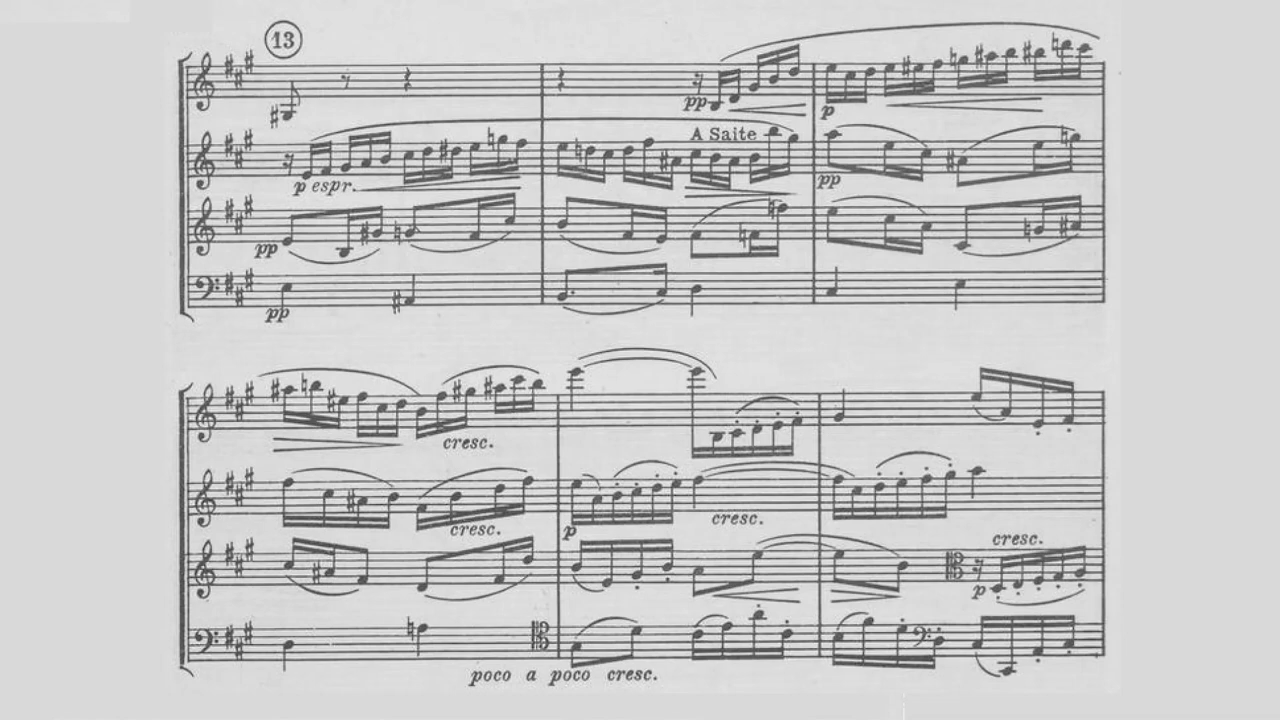 13
pp
p
A Saite
p espr.
pp
pp
pp
cresc.
cresc.
p
cresc.
cresc.
p
poco a poco cresc.